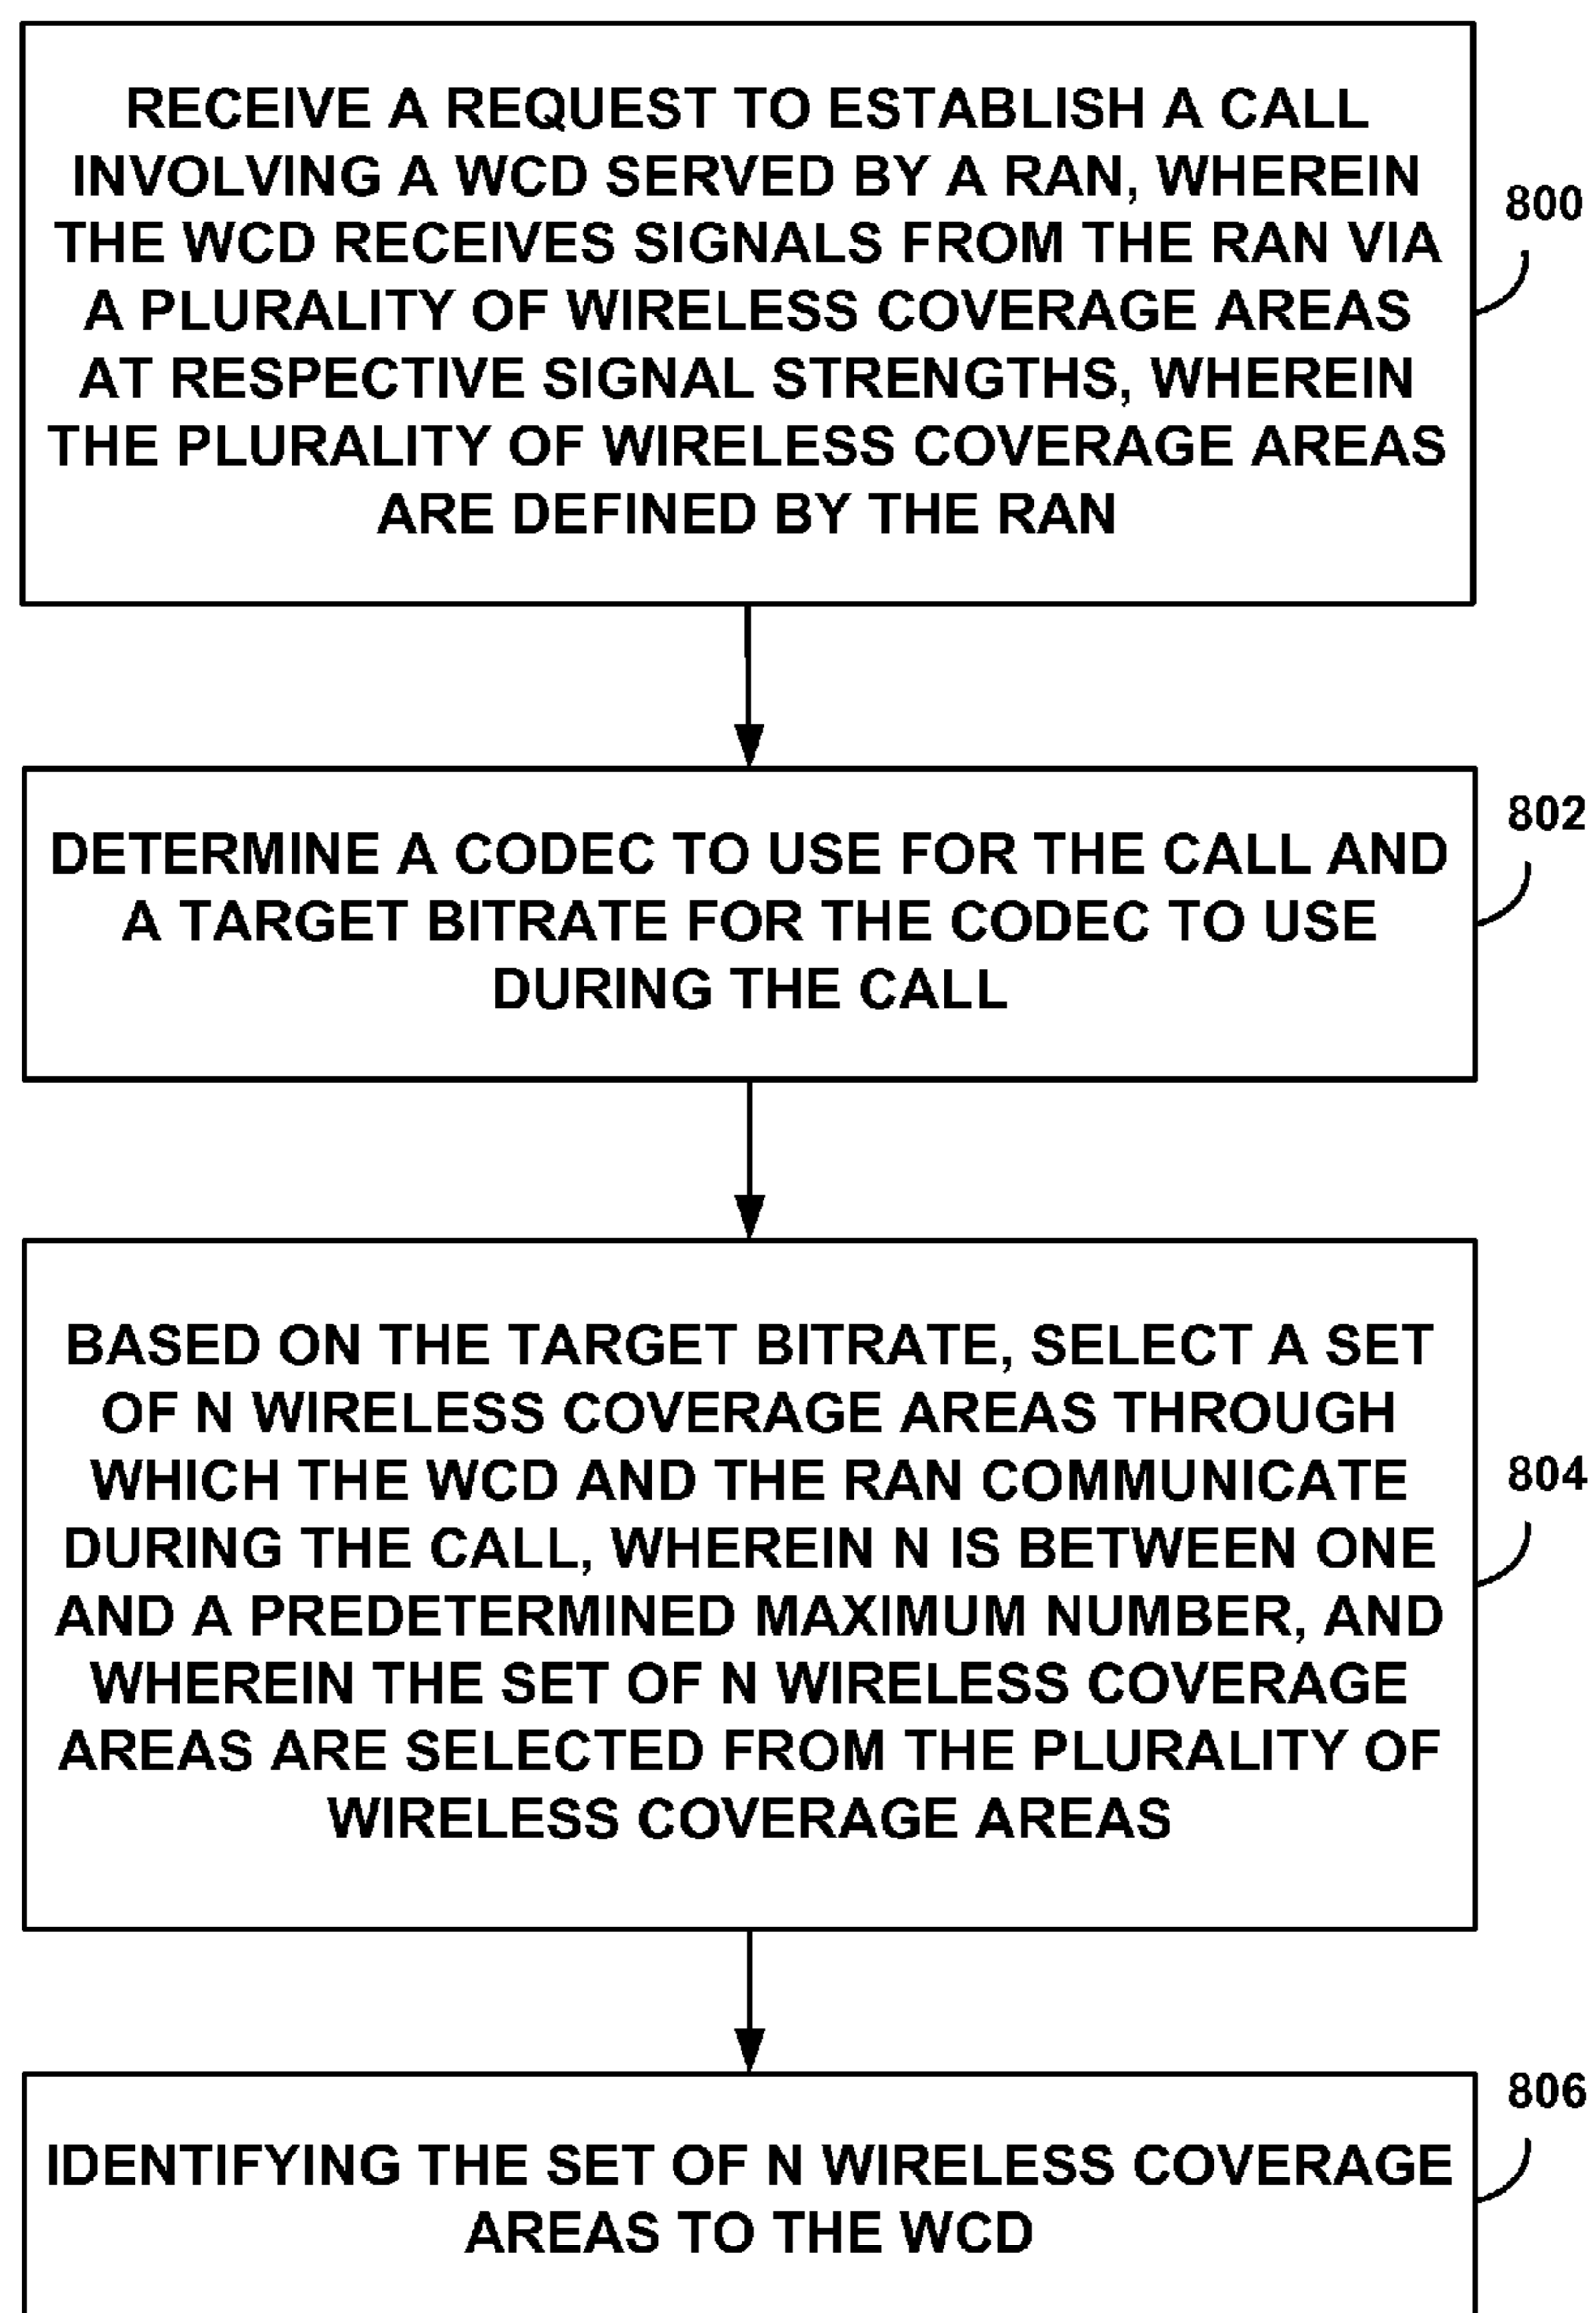 RECEIVE A REQUEST TO ESTABLISH A CALL
INVOLVING A WCD SERVED BY A RAN, WHEREIN
THE WCD RECEIVES SIGNALS FROM THE RAN VIA
A PLURALITY OF WIRELESS COVERAGE AREAS
AT RESPECTIVE SIGNAL STRENGTHS, WHEREIN
THE PLURALITY OF WIRELESS COVERAGE AREAS
ARE DEFINED BY THE RAN
800
DETERMINE A CODEC TO USE FOR THE CALL AND
A TARGET BITRATE FOR THE CODEC TO USE
DURING THE CALL
802
BASED ON THE TARGET BITRATE, SELECT A SET
OF N WIRELESS COVERAGE AREAS THROUGH
WHICH THE WCD AND THE RAN COMMUNICATE
DURING THE CALL, WHEREIN N IS BETWEEN ONE
AND A PREDETERMINED MAXIMUM NUMBER, AND
WHEREIN THE SET OF N WIRELESS COVERAGE
AREAS ARE SELECTED FROM THE PLURALITY OF
WIRELESS COVERAGE AREAS
804
IDENTIFYING THE SET OF N WIRELESS COVERAGE
AREAS TO THE WCD
806